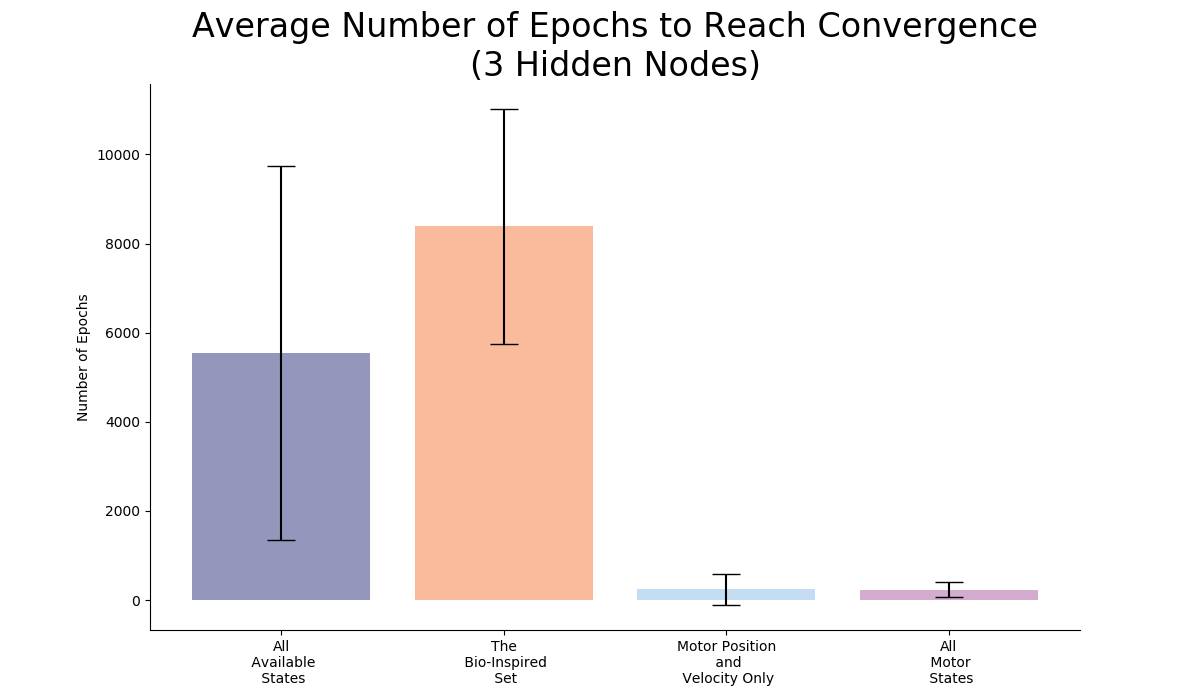 Average Number of Epochs to Reach Convergence
(3 Hidden Nodes)
Number of Epochs
10000
8000
6000
4000
2000
0
All
Available
States
The
Bio-Inspired
Set
Motor Position
and
Velocity Only
All
Motor
States